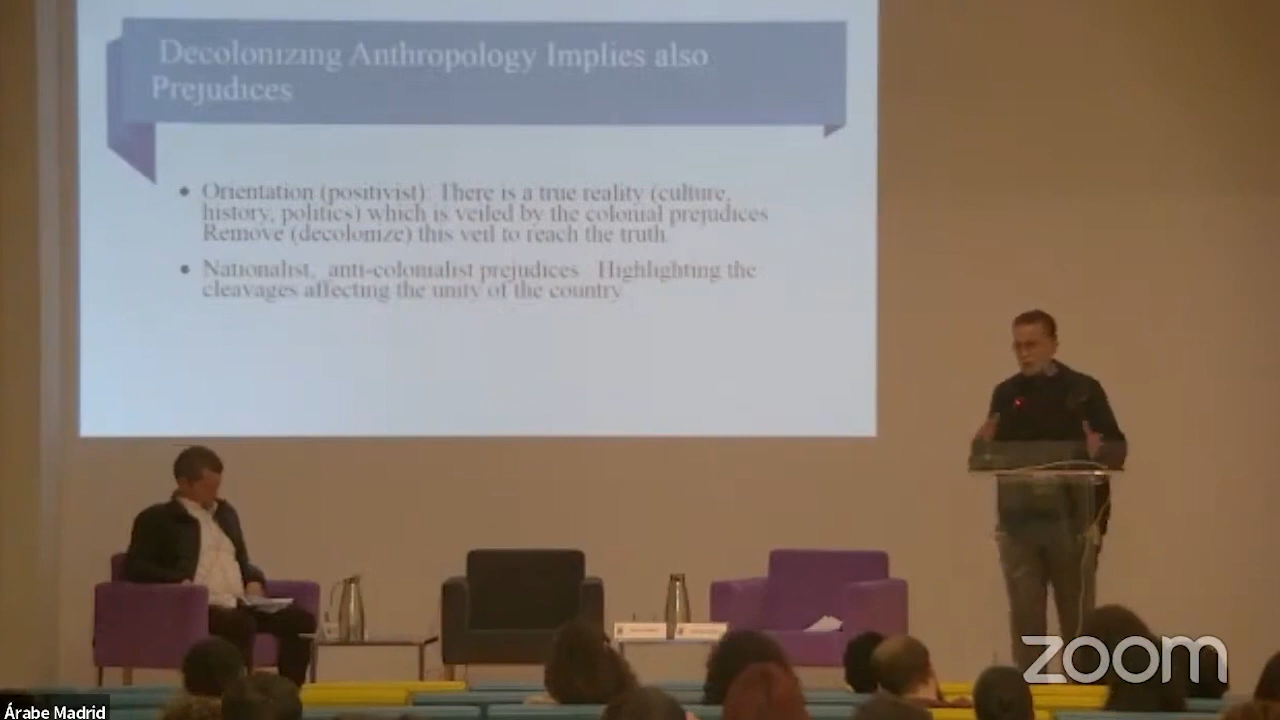 Decolonizing Anthropology Implies also
Prejudices
• Orientation (positivist): There is a true reality (culture,
history, politics) which is veiled by the colonial prejudices
Remove (decolonize) this veil to reach the truth
• Nationalist, anti-colonialist prejudices Highlighting the
cleavages affecting the unity of the country
zoom
Árabe Madrid